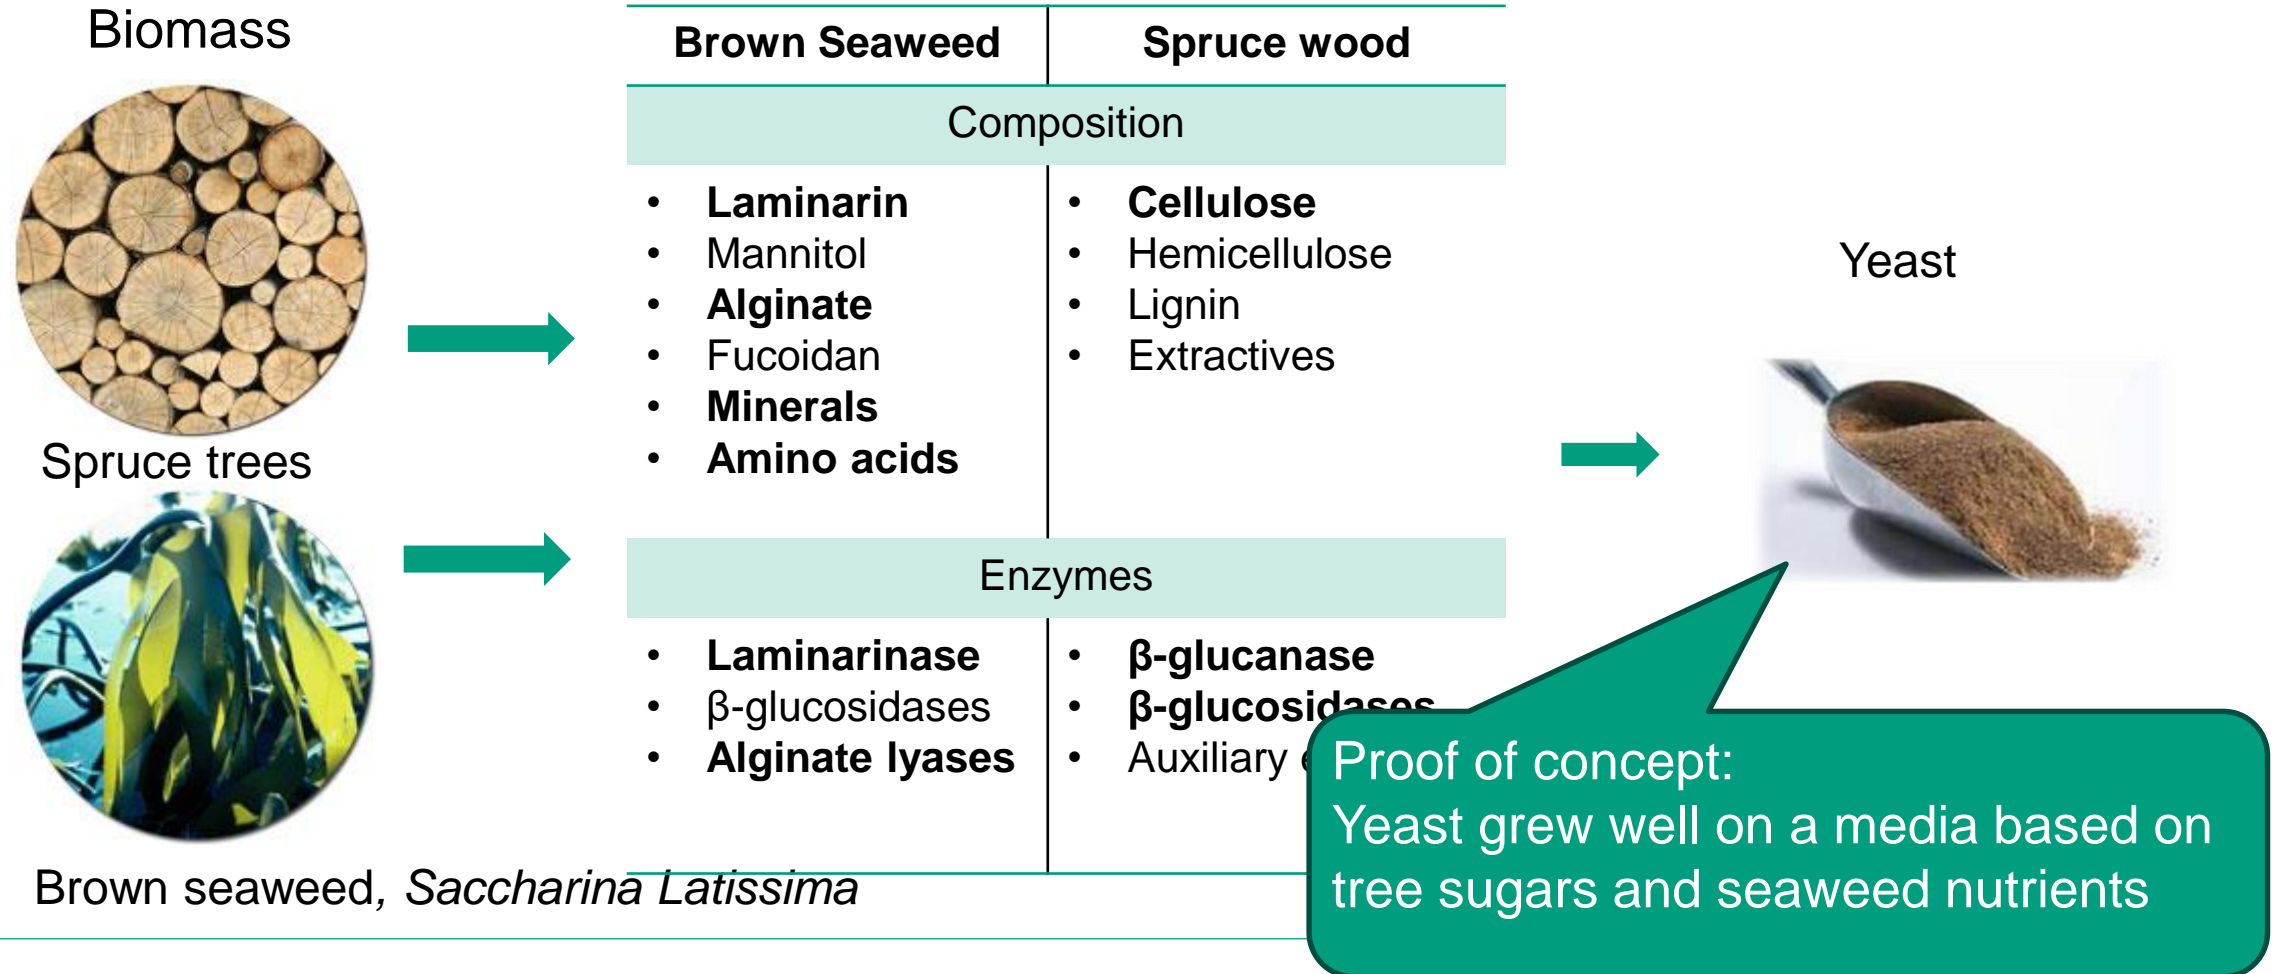 Biomass
Spruce trees
Brown seaweed, Saccharina Latissima
Brown Seaweed
Spruce wood
Composition
• Laminarin
• Mannitol
• Alginate
• Fucoidan
• Minerals
• Amino acids
• Cellulose
• Hemicellulose
• Lignin
• Extractives
Enzymes
• Laminarinase
• β-glucosidases
• Alginate lyases
• β-glucanase
• β-glucosidases
• Auxiliary
Yeast
Proof of concept:
Yeast grew well on a media based on
tree sugars and seaweed nutrients